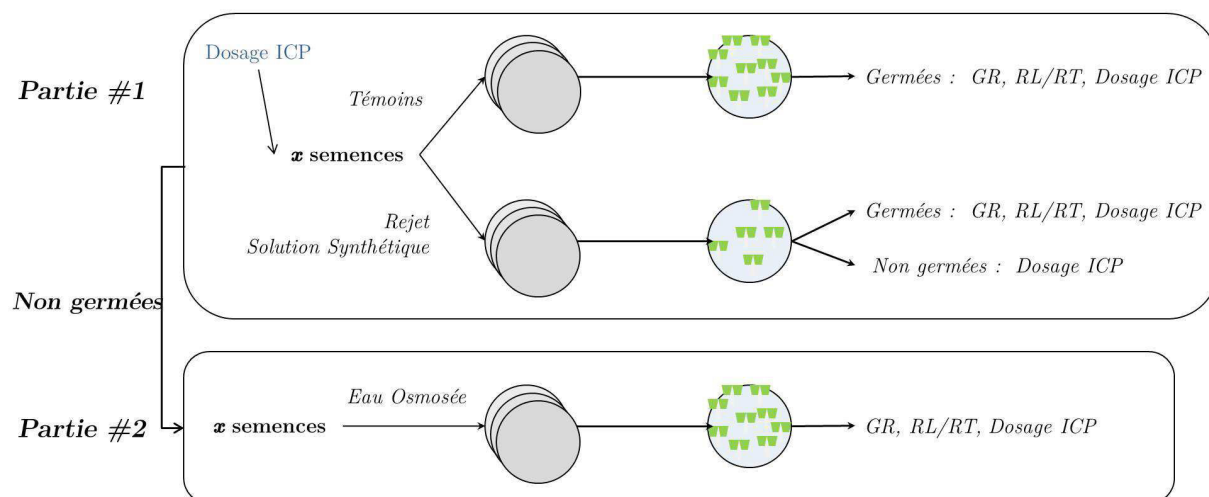 Dosage ICP
Partie #1
Témoins
Germées : GR, RL/RT, Dosage ICP
x semences
Rejet
Solution Synthétique
Germées : GR, RL/RT, Dosage ICP
Non germées : Dosage ICP
Non germées
Partie #2
x semences
Eau Osmosée
GR, RL/RT, Dosage ICP